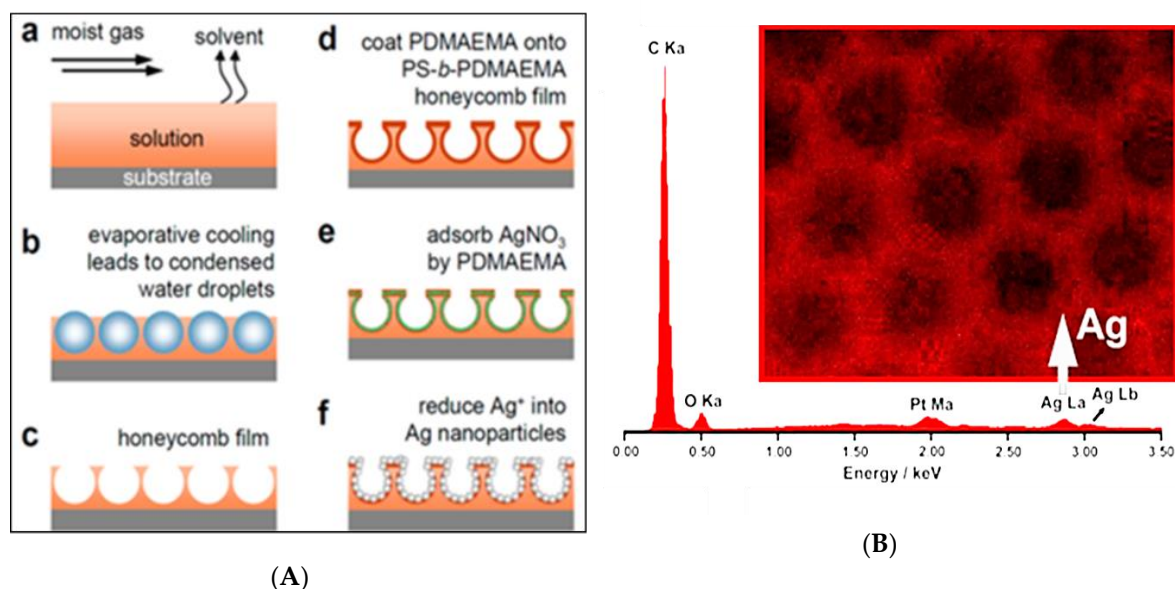 a
moist gas
solvent
solution
substrate
b
evaporative cooling
leads to condensed
water droplets
c
honeycomb film
d
coat PDMAEMA onto
PS-b-PDMAEMA
honeycomb film
e
adsorb AgNO₃
by PDMAEMA
f
reduce Ag⁺ into
Ag nanoparticles
(A)
C Ka
O Ka
Pt Ma
Ag La
Ag Lb
Ag
0.00 0.50 1.00 1.50 2.00 2.50 3.00 3.50
Energy / keV
(B)